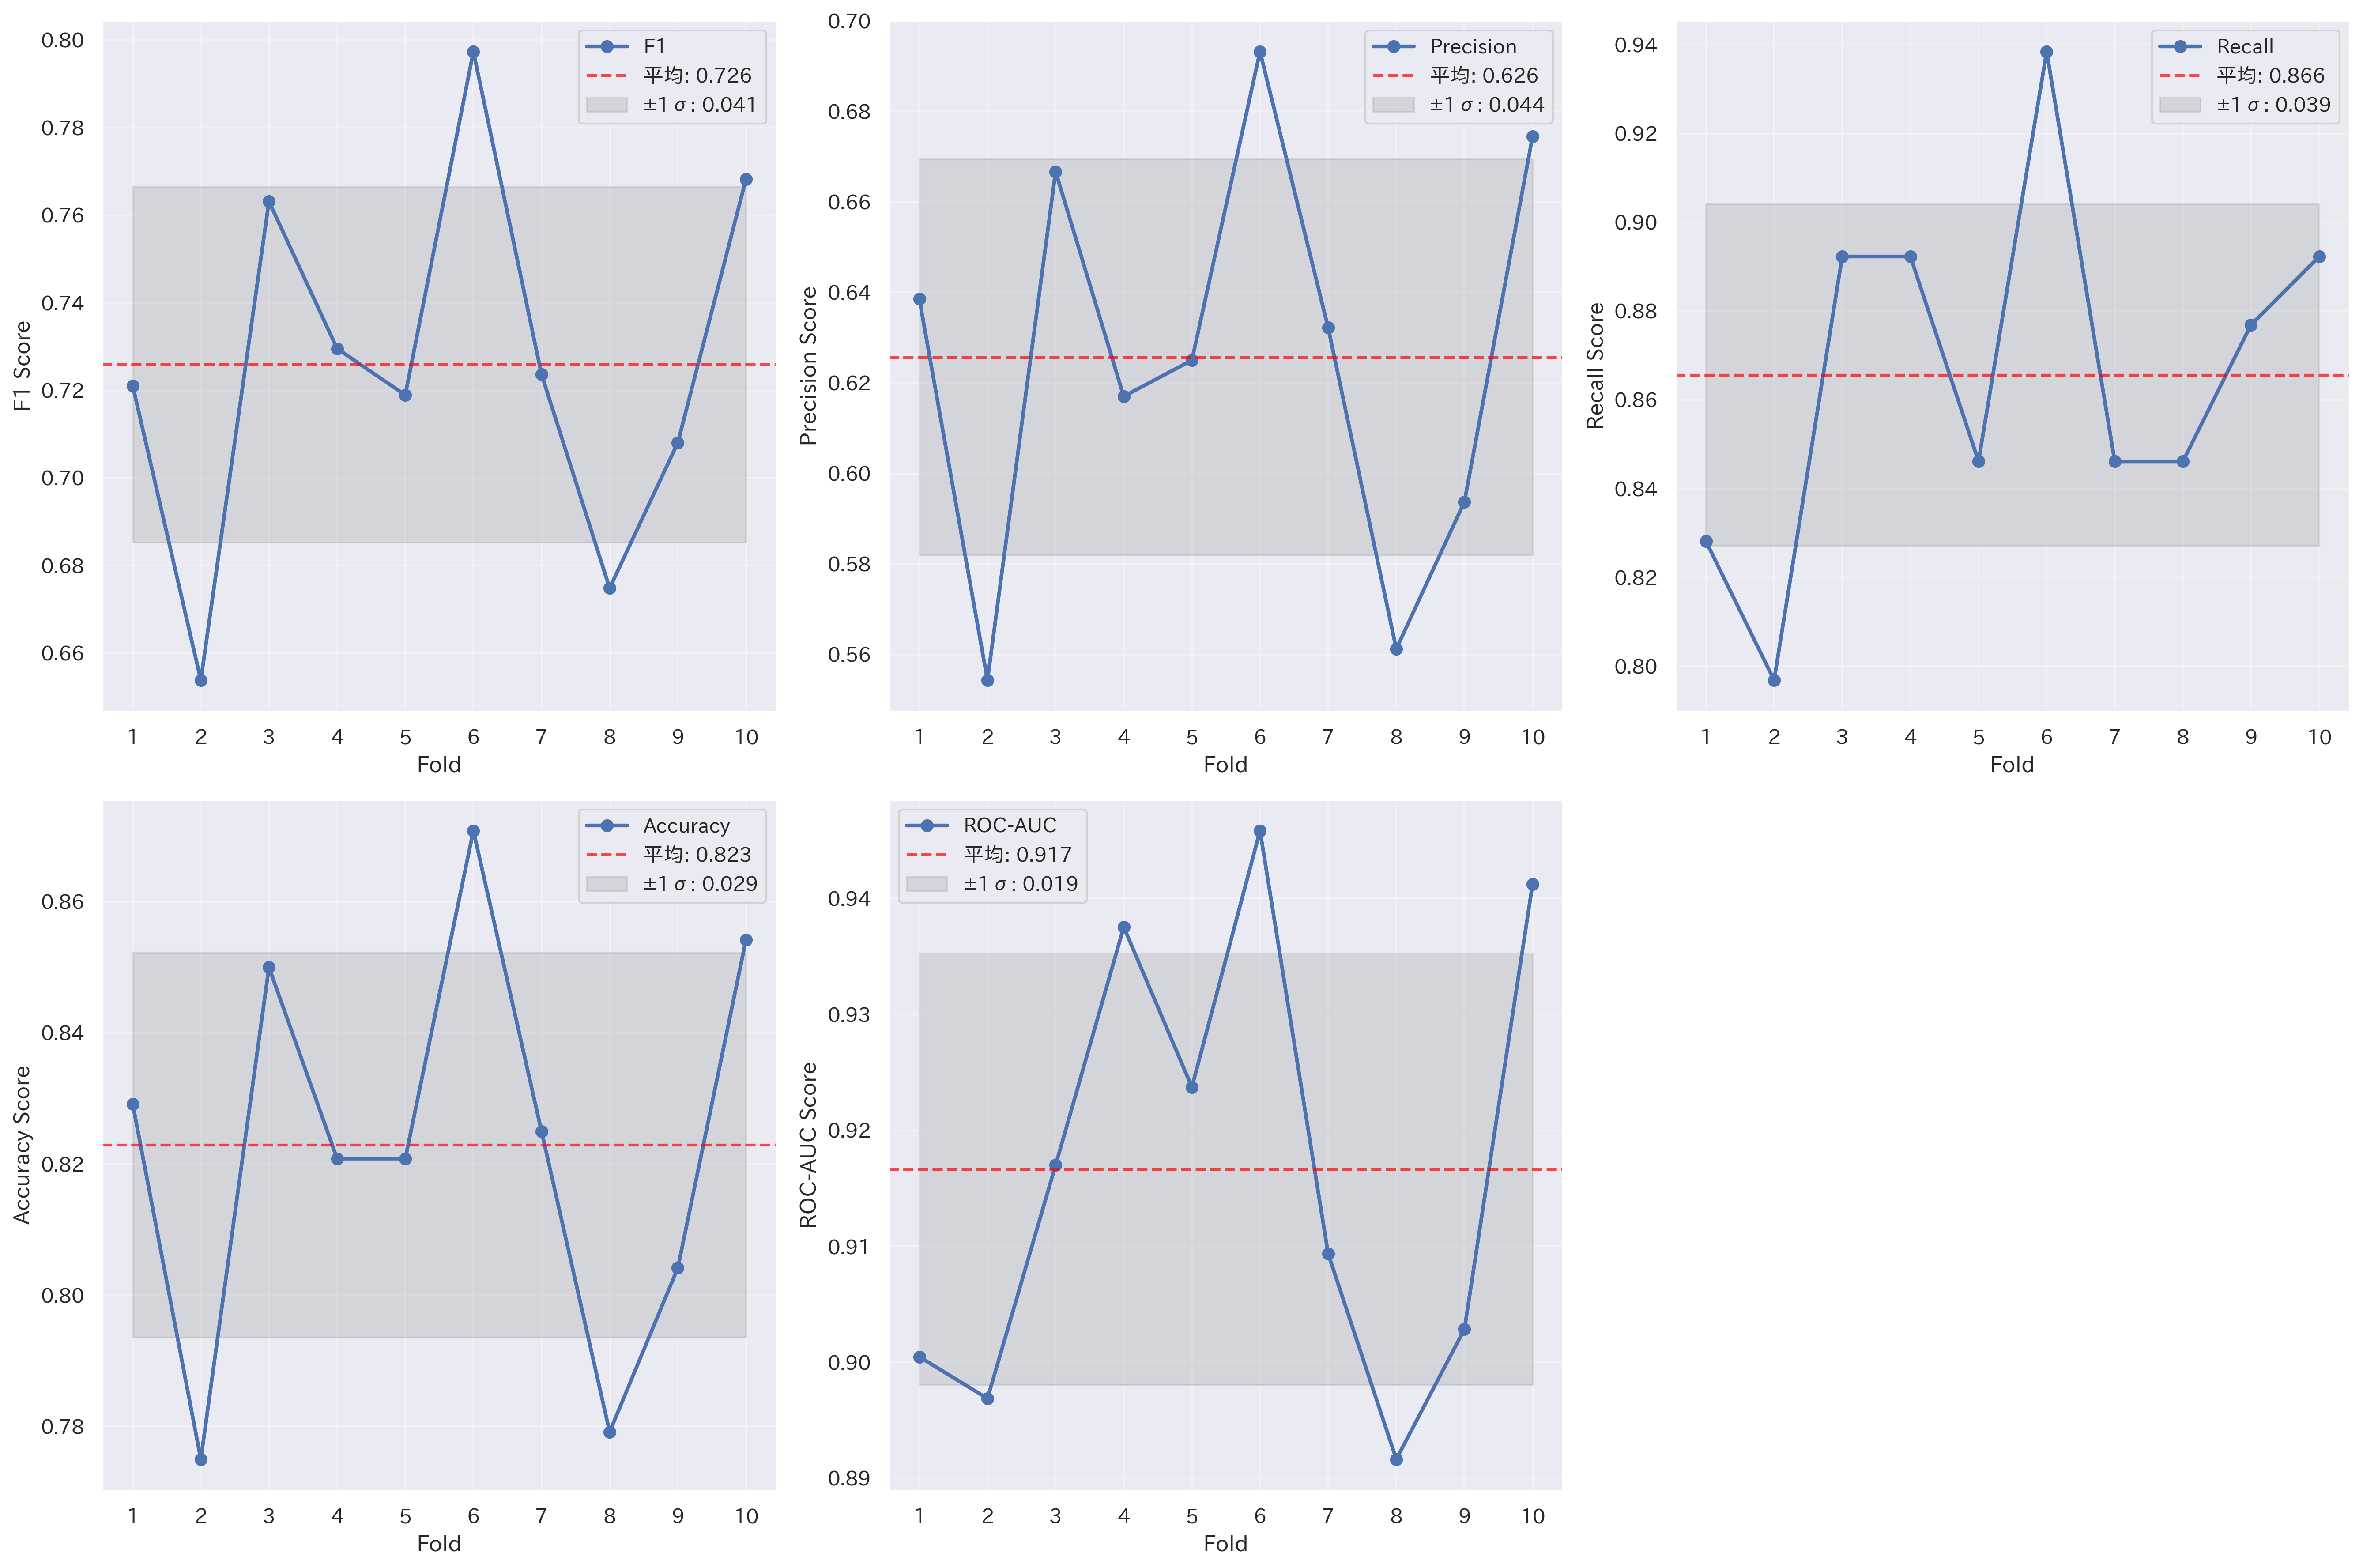 F1
平均: 0.726
±1 σ: 0.041
0.80
0.78
0.76
0.74
0.72
0.70
0.68
0.66
F1 Score
1 2 3 4 5 6 7 8 9 10
Fold
Precision
平均: 0.626
±1 σ: 0.044
0.70
0.68
0.66
0.64
0.62
0.60
0.58
0.56
Precision Score
1 2 3 4 5 6 7 8 9 10
Fold
Recall
平均: 0.866
±1 σ: 0.039
0.94
0.92
0.90
0.88
0.86
0.84
0.82
0.80
Recall Score
1 2 3 4 5 6 7 8 9 10
Fold
Accuracy
平均: 0.823
±1 σ: 0.029
0.86
0.84
0.82
0.80
0.78
Accuracy Score
1 2 3 4 5 6 7 8 9 10
Fold
ROC-AUC
平均: 0.917
±1 σ: 0.019
0.94
0.93
0.92
0.91
0.90
0.89
ROC-AUC Score
1 2 3 4 5 6 7 8 9 10
Fold